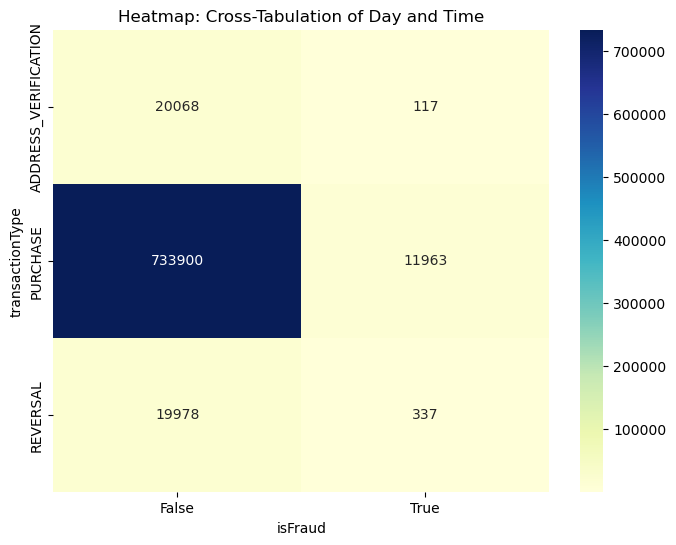 Heatmap: Cross-Tabulation of Day and Time
transactionType
ADDRESS_VERIFICATION
PURCHASE
REVERSAL
20068
117
733900
11963
19978
337
False
True
isFraud
700000
600000
500000
400000
300000
200000
100000